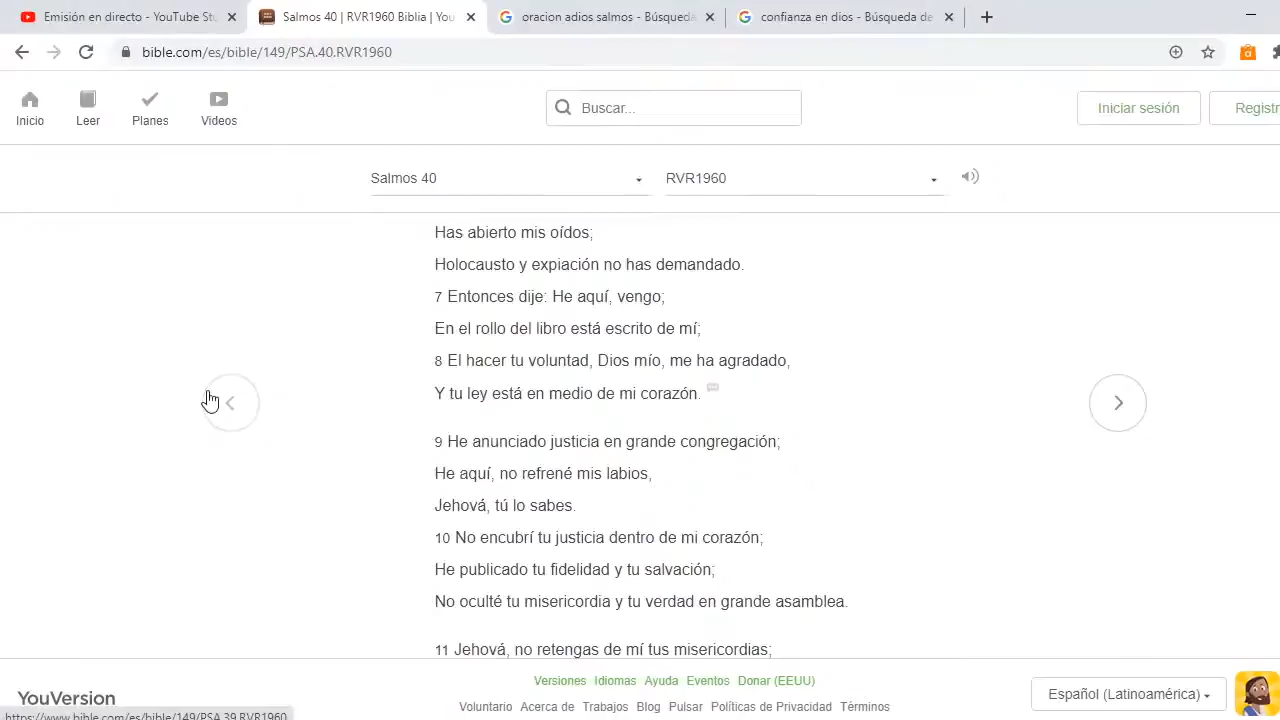 Emisión en directo - YouTube Stu
Salmos 40 | RVR1960 Biblia | You
oracion adios salmos - Búsqueda
confianza en dios - Búsqueda de
bible.com/es/bible/149/PSA.40.RVR1960
Inicio
Leer
Planes
Videos
Buscar...
Iniciar sesión
Registr
Salmos 40
RVR1960
Has abierto mis oídos;
Holocausto y expiación no has demandado.
7 Entonces dije: He aquí, vengo;
En el rollo del libro está escrito de mí;
8 El hacer tu voluntad, Dios mío, me ha agradado,
Y tu ley está en medio de mi corazón.
9 He anunciado justicia en grande congregación;
He aquí, no refrené mis labios,
Jehová, tú lo sabes.
10 No encubrí tu justicia dentro de mi corazón;
He publicado tu fidelidad y tu salvación;
No oculté tu misericordia y tu verdad en grande asamblea.
11 Jehová, no retengas de mí tus misericordias;
Versiones Idiomas Ayuda Eventos Donar (EEUU)
YouVersion
Español (Latinoamérica)
Voluntario Acerca de Trabajos Blog Pulsar Políticas de Privacidad Términos
https://www.bible.com/es/bible/149/PSA.39.RVR1960